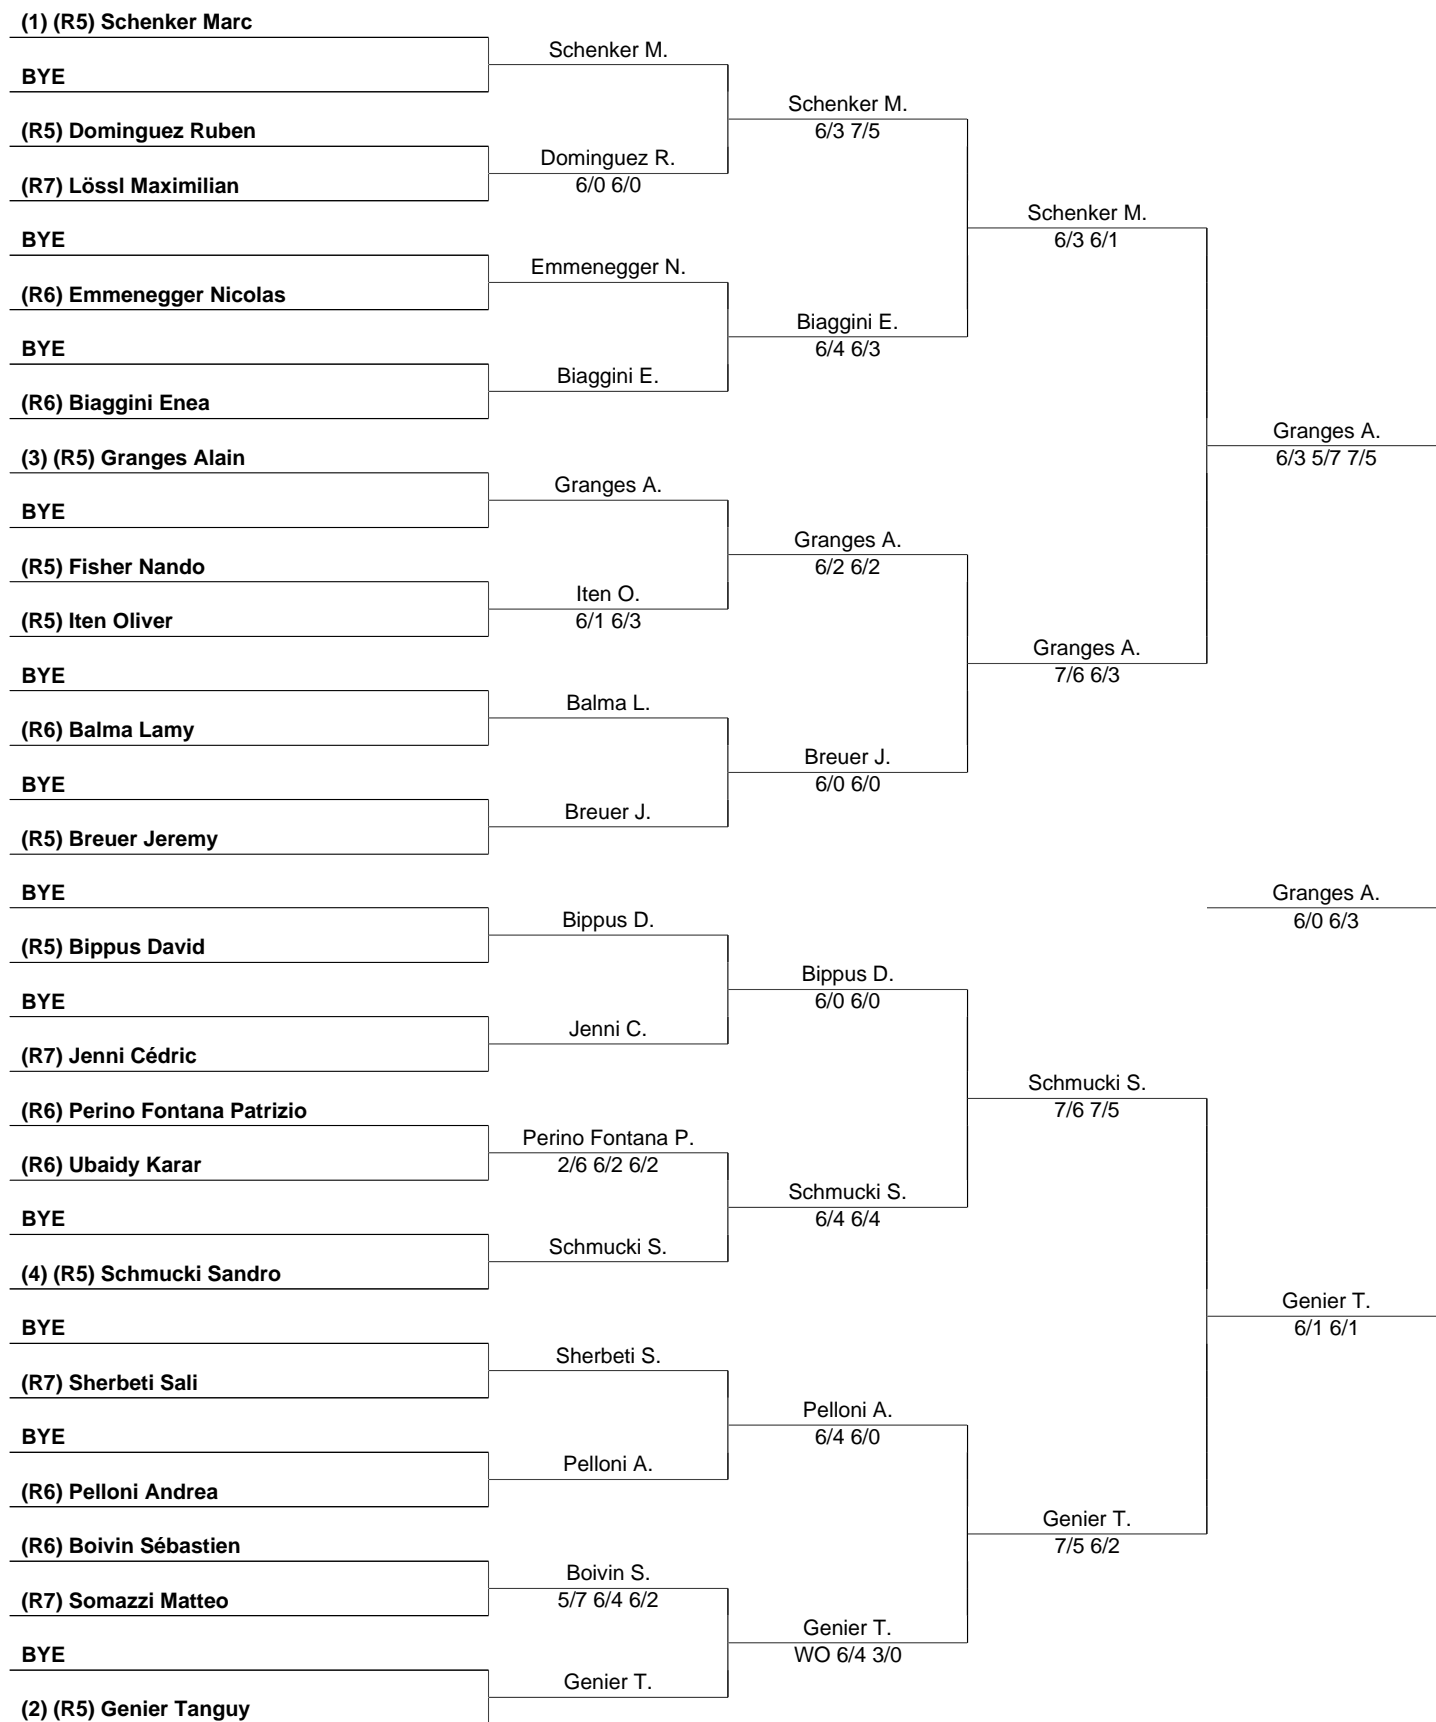 (1) (R5) Schenker Marc
BYE
(R5) Dominguez Ruben
(R7) Lössl Maximilian
BYE
(R6) Emmenegger Nicolas
BYE
(R6) Biaggini Enea
(3) (R5) Granges Alain
BYE
(R5) Fisher Nando
(R5) Iten Oliver
BYE
(R6) Balma Lamy
BYE
(R5) Breuer Jeremy
BYE
(R5) Bippus David
BYE
(R7) Jenni Cédric
(R6) Perino Fontana Patrizio
(R6) Ubaidy Karar
BYE
(4) (R5) Schmucki Sandro
BYE
(R7) Sherbeti Sali
BYE
(R6) Pelloni Andrea
(R6) Boivin Sébastien
(R7) Somazzi Matteo
BYE
(2) (R5) Genier Tanguy
Schenker M.
Dominguez R.
6/0 6/0
Emmenegger N.
Biaggini E.
Granges A.
Iten O.
6/1 6/3
Balma L.
Breuer J.
Bippus D.
Jenni C.
Perino Fontana P.
2/6 6/2 6/2
Schmucki S.
Sherbeti S.
Pelloni A.
Boivin S.
5/7 6/4 6/2
Genier T.
Schenker M.
6/3 7/5
Biaggini E.
6/4 6/3
Granges A.
6/2 6/2
Breuer J.
6/0 6/0
Bippus D.
6/0 6/0
Schmucki S.
6/4 6/4
Pelloni A.
6/4 6/0
Genier T.
WO 6/4 3/0
Schenker M.
6/3 6/1
Granges A.
7/6 6/3
Schmucki S.
7/6 7/5
Genier T.
7/5 6/2
Granges A.
6/3 5/7 7/5
Granges A.
6/0 6/3
Genier T.
6/1 6/1